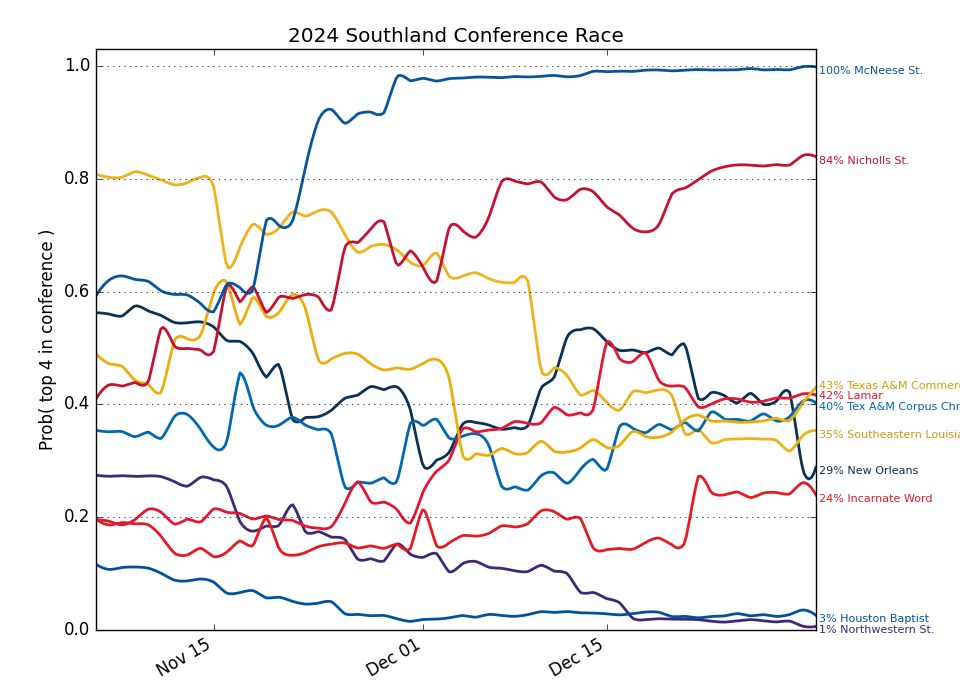 2024 Southland Conference Race
Prob( top 4 in conference )
1.0
0.8
0.6
0.4
0.2
0.0
Nov 15
Dec 01
Dec 15
100% McNeese St.
84% Nicholls St.
43% Texas A&M Commerc
42% Lamar
40% Tex A&M Corpus Chr
35% Southeastern Louisia
29% New Orleans
24% Incarnate Word
3% Houston Baptist
1% Northwestern St.